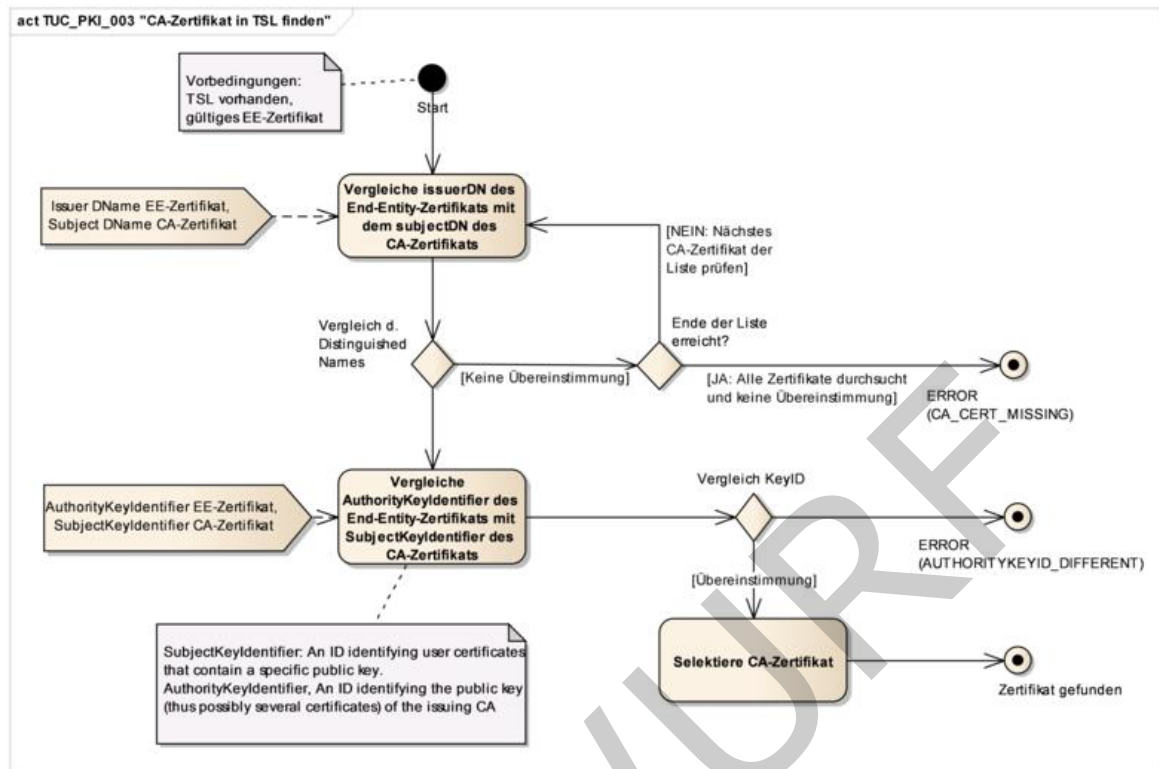 act TUC_PKI_003 "CA-Zertifikat in TSL finden"
Vorbedingungen:
TSL vorhanden,
gültiges EE-Zertifikat
Start
Issuer DName EE-Zertifikat,
Subject DName CA-Zertifikat
Vergleiche issuerDN des
End-Entity-Zertifikats mit
dem subjectDN des
CA-Zertifikats
[NEIN: Nächstes
CA-Zertifikat der
Liste prüfen]
Vergleich d.
Distinguished
Names
Ende der Liste
erreicht?
[Keine Übereinstimmung]
[JA: Alle Zertifikate durchsucht
und keine Übereinstimmung]
ERROR
(CA_CERT_MISSING)
AuthorityKeyIdentifier EE-Zertifikat,
SubjectKeyIdentifier CA-Zertifikat
Vergleiche
AuthorityKeyIdentifier des
End-Entity-Zertifikats mit
SubjectKeyIdentifier des
CA-Zertifikats
Vergleich KeyID
ERROR
(AUTHORITYKEYID_DIFFERENT)
[Übereinstimmung]
SubjectKeyIdentifier: An ID identifying user certificates
that contain a specific public key.
AuthorityKeyIdentifier, An ID identifying the public key
(thus possibly several certificates) of the issuing CA
Selektiere CA-Zertifikat
Zertifikat gefunden